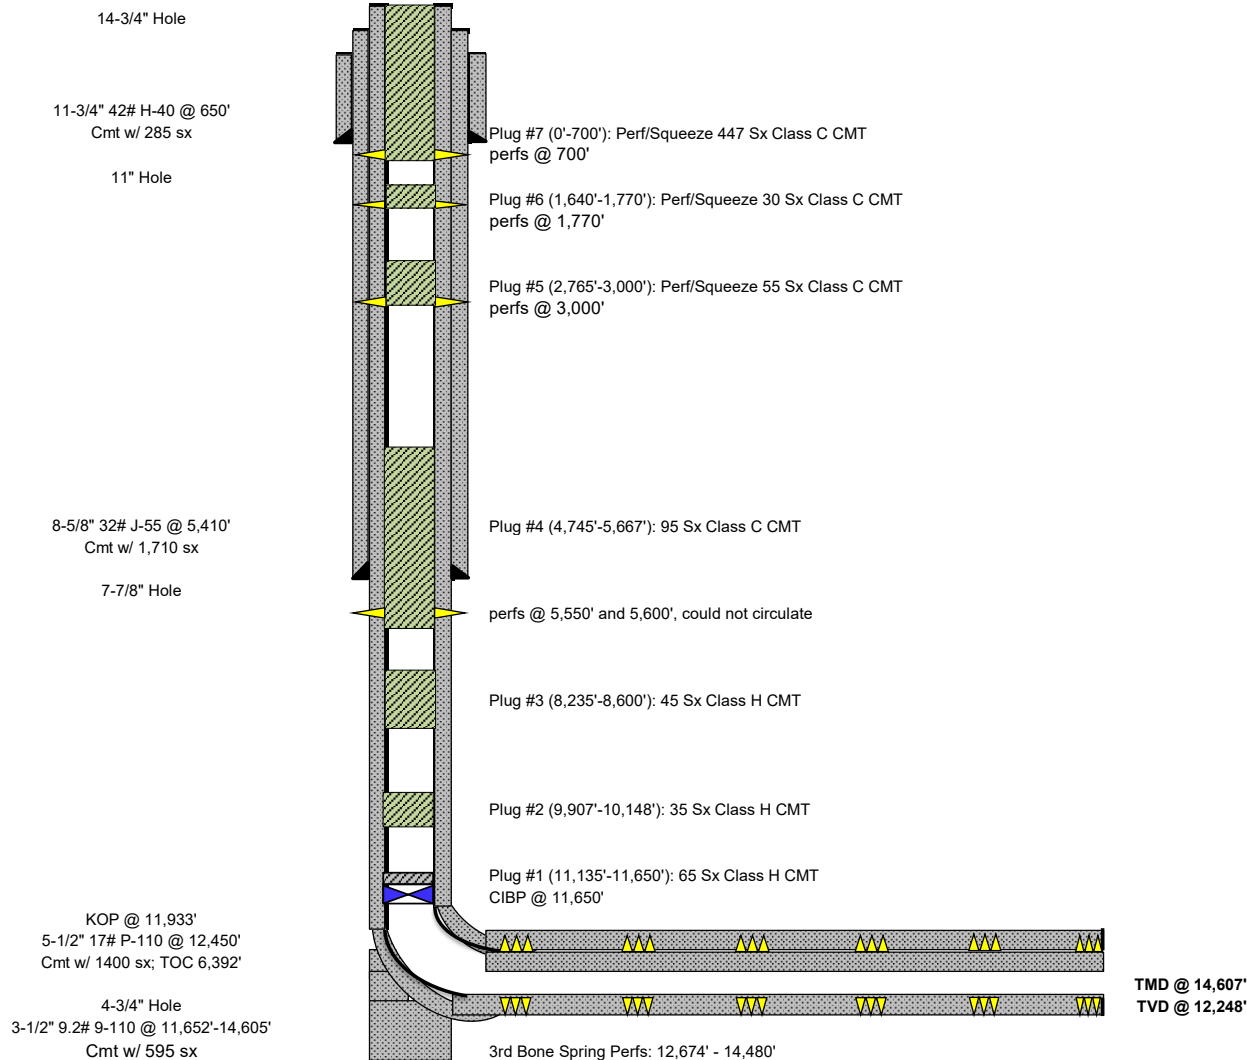 14-3/4" Hole
11-3/4" 42# H-40 @ 650'
Cmt w/ 285 sx
11" Hole
Plug #7 (0'-700'): Perf/Squeeze 447 Sx Class C CMT
perfs @ 700'
Plug #6 (1,640'-1,770'): Perf/Squeeze 30 Sx Class C CMT
perfs @ 1,770'
Plug #5 (2,765'-3,000'): Perf/Squeeze 55 Sx Class C CMT
perfs @ 3,000'
8-5/8" 32# J-55 @ 5,410'
Cmt w/ 1,710 sx
7-7/8" Hole
Plug #4 (4,745'-5,667'): 95 Sx Class C CMT
perfs @ 5,550' and 5,600', could not circulate
Plug #3 (8,235'-8,600'): 45 Sx Class H CMT
Plug #2 (9,907'-10,148'): 35 Sx Class H CMT
Plug #1 (11,135'-11,650'): 65 Sx Class H CMT
CIBP @ 11,650'
KOP @ 11,933'
5-1/2" 17# P-110 @ 12,450'
Cmt w/ 1400 sx; TOC 6,392'
4-3/4" Hole
3-1/2" 9.2# 9-110 @ 11,652'-14,605'
Cmt w/ 595 sx
TMD @ 14,607'
TVD @ 12,248'
3rd Bone Spring Perfs: 12,674' - 14,480'